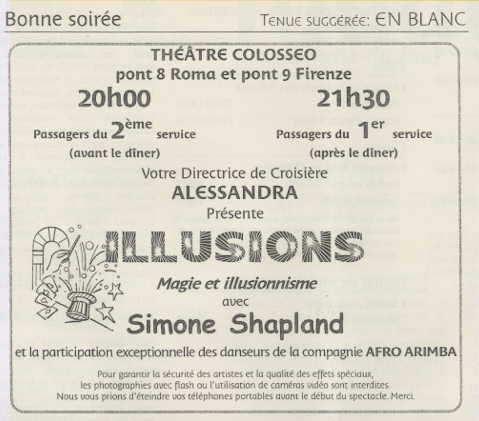 Bonne soirée TENUE SUGGÉRÉE: EN BLANC
THÉÂTRE COLOSSEO
pont 8 Roma et pont 9 Firenze
20h00 21h30
Passagers du 2ème service Passagers du 1er service
(avant le dîner) (après le dîner)
Votre Directrice de Croisière
ALESSANDRA
Présente
ILLUSIONS
Magie et illusionnisme
avec
Simone Shapland
et la participation exceptionnelle des danseurs de la compagnie AFRO ARIMBA
Pour garantir la sécurité des artistes et la qualité des effets spéciaux,
les photographies avec flash ou l'utilisation de caméras vidéo sont interdites.
Nous vous prions d'éteindre vos téléphones portables avant le début du spectacle. Merci.